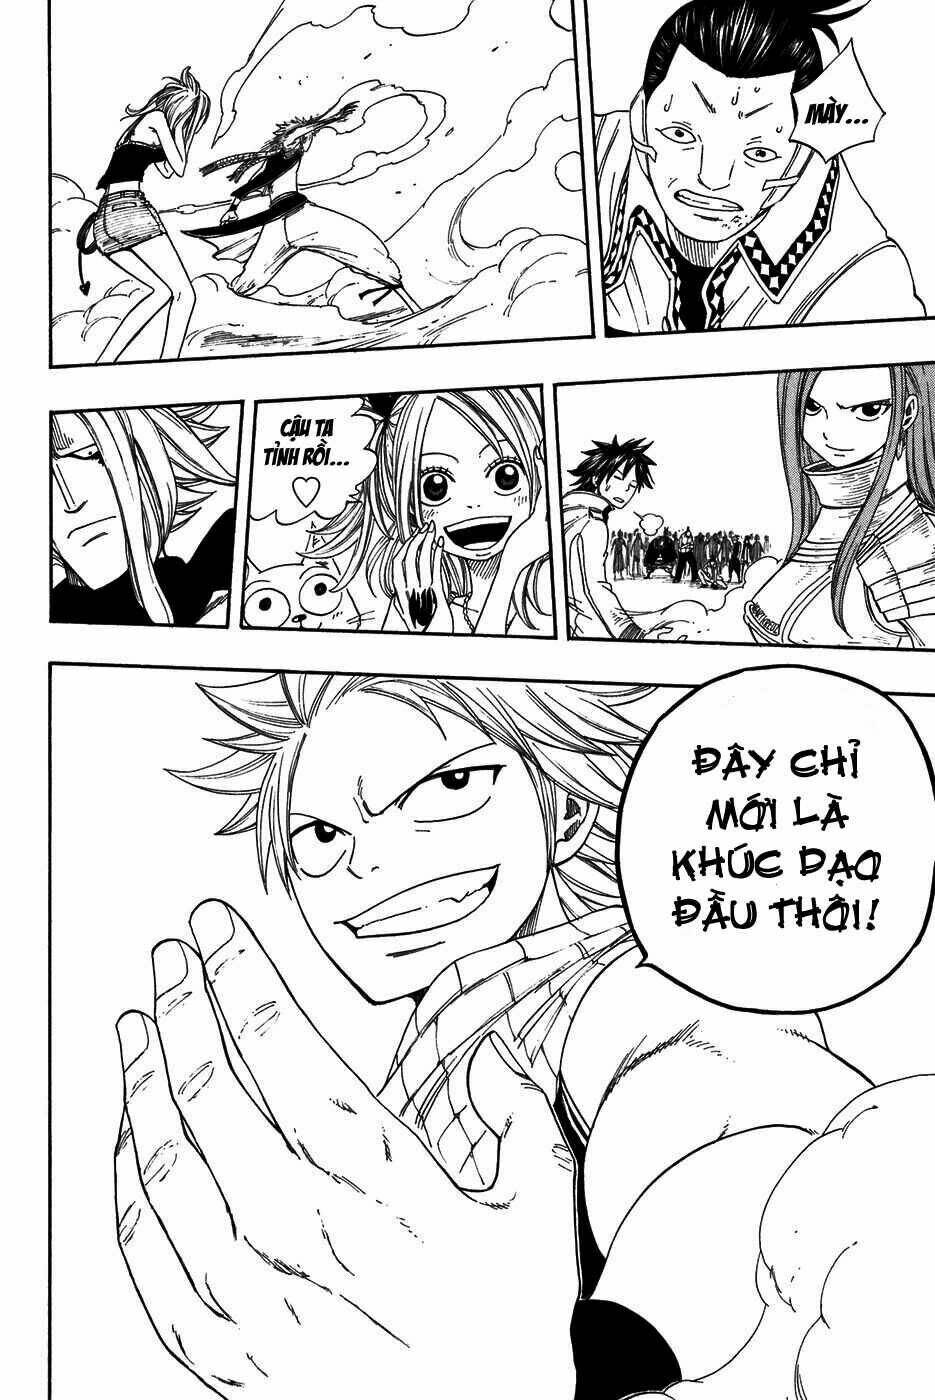 MÀY...
CẬU TA
TỈNH RỒI...
ĐÂY CHỈ
MỚI LÀ
KHÚC DẠO
ĐẦU THÔI!